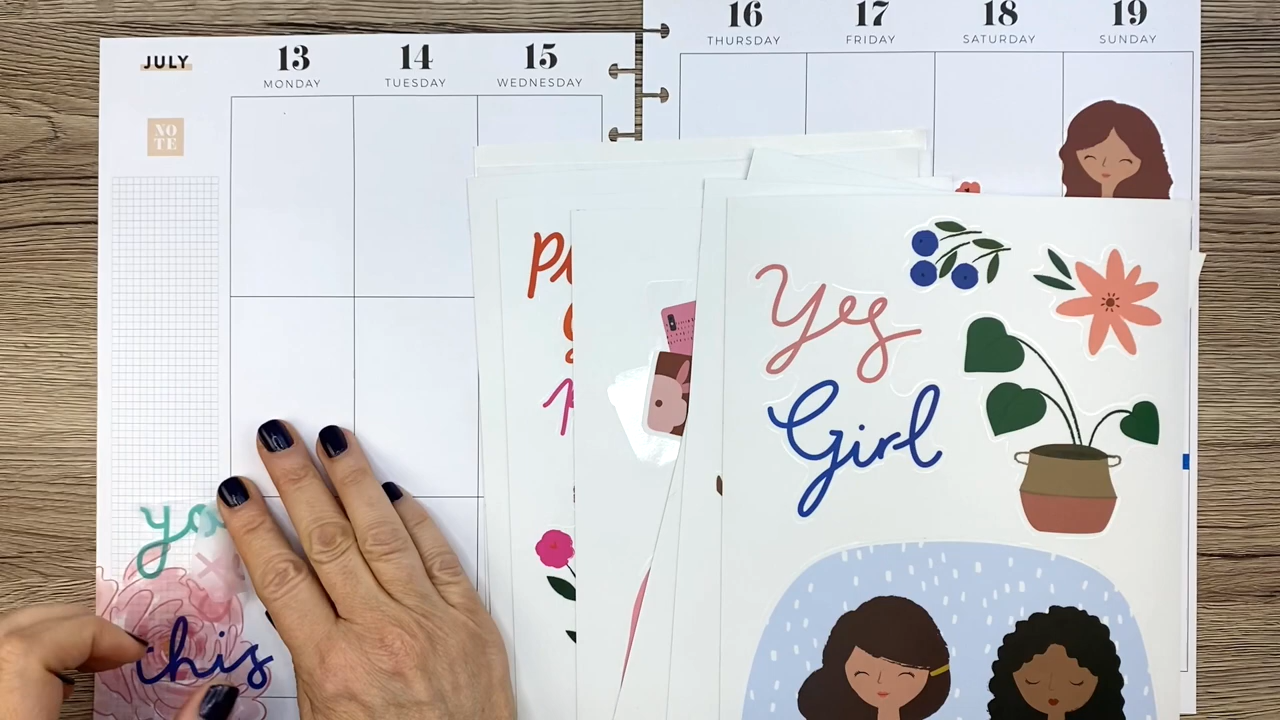 JULY
13
MONDAY
14
TUESDAY
15
WEDNESDAY
16
THURSDAY
17
FRIDAY
18
SATURDAY
19
SUNDAY
NO
TE
Yes
Girl
this